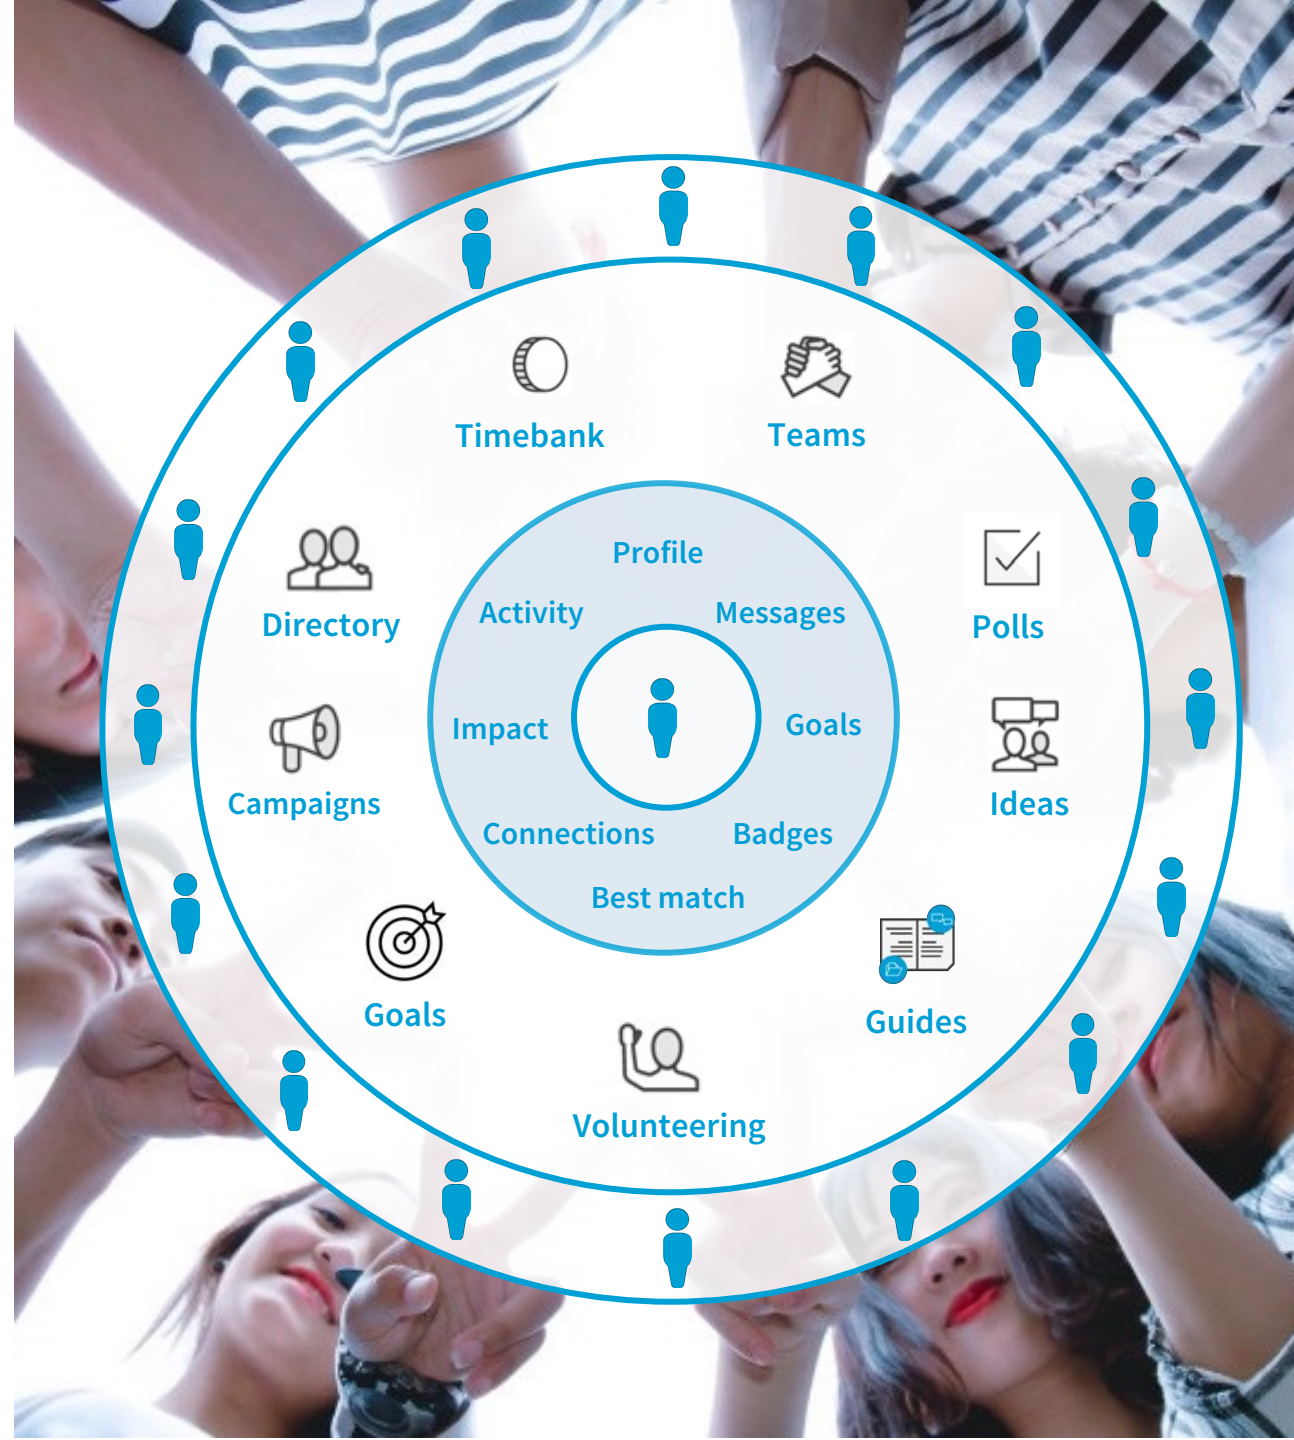 Timebank
Teams
Profile
Activity
Messages
Directory
Polls
Impact
Goals
Campaigns
Ideas
Connections
Badges
Best match
Goals
Guides
Volunteering